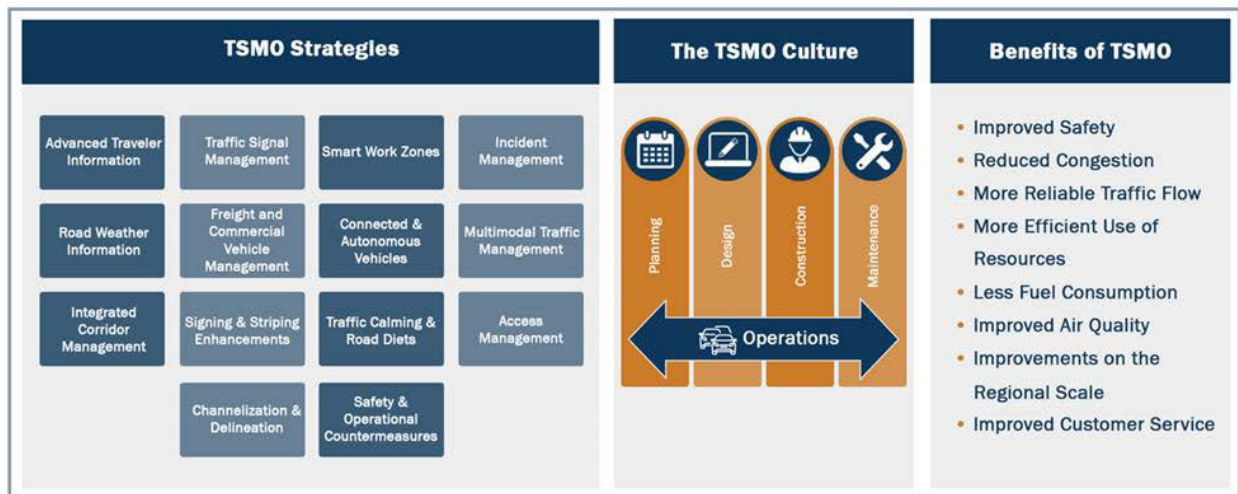 TSMO Strategies
Advanced Traveler
Information
Traffic Signal
Management
Smart Work Zones
Incident
Management
Road Weather
Information
Freight and
Commercial
Vehicle
Management
Connected &
Autonomous
Vehicles
Multimodal Traffic
Management
Integrated
Corridor
Management
Signing & Striping
Enhancements
Traffic Calming &
Road Diets
Access
Management
Channelization &
Delineation
Safety &
Operational
Countermeasures
The TSMO Culture
Planning
Design
Construction
Maintenance
Operations
Benefits of TSMO
• Improved Safety
• Reduced Congestion
• More Reliable Traffic Flow
• More Efficient Use of
Resources
• Less Fuel Consumption
• Improved Air Quality
• Improvements on the
Regional Scale
• Improved Customer Service